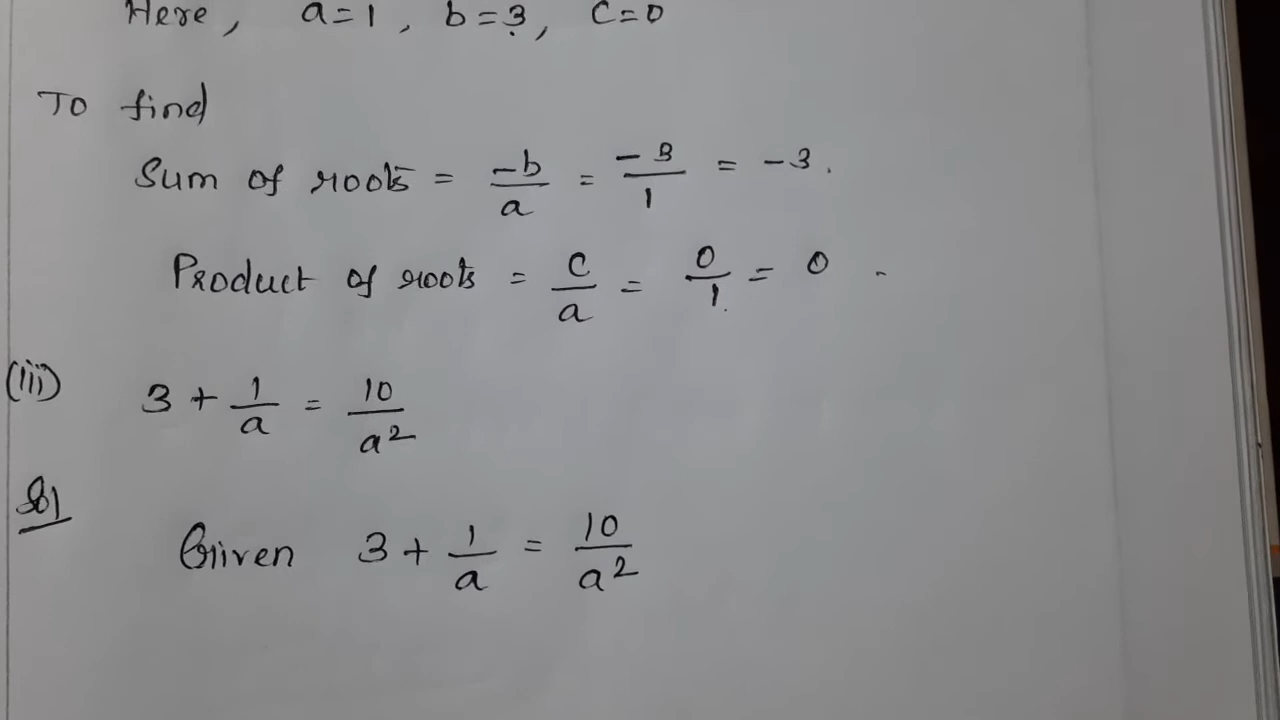 Here, a=1, b=3, C=0
To find
Sum of roots = -b/a = -3/1 = -3.
Product of roots = c/a = 0/1 = 0.
(iii) 3 + 1/a = 10/a²
Sol
Given 3 + 1/a = 10/a²